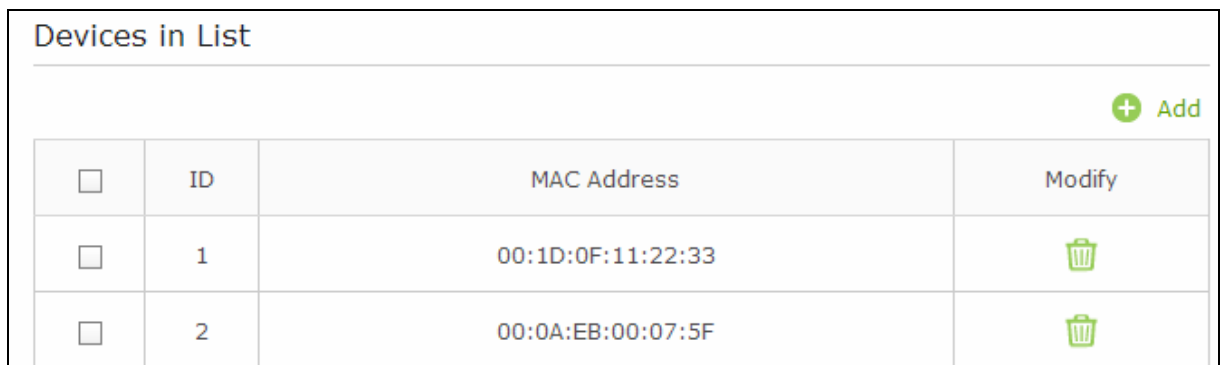 Devices in List
Add
ID MAC Address Modify
1 00:1D:0F:11:22:33
2 00:0A:EB:00:07:5F